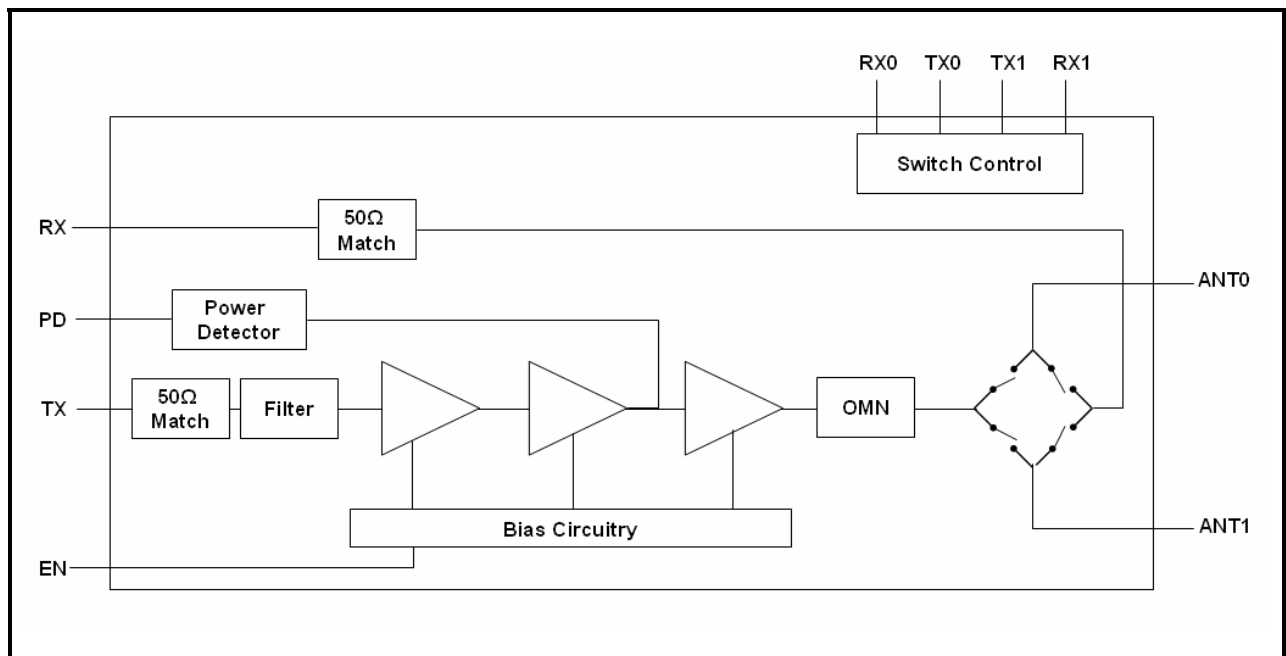 RX0 TX0 TX1 RX1
Switch Control
RX
50Ω
Match
ANT0
PD
Power
Detector
TX
50Ω
Match
Filter
OMN
Bias Circuitry
ANT1
EN